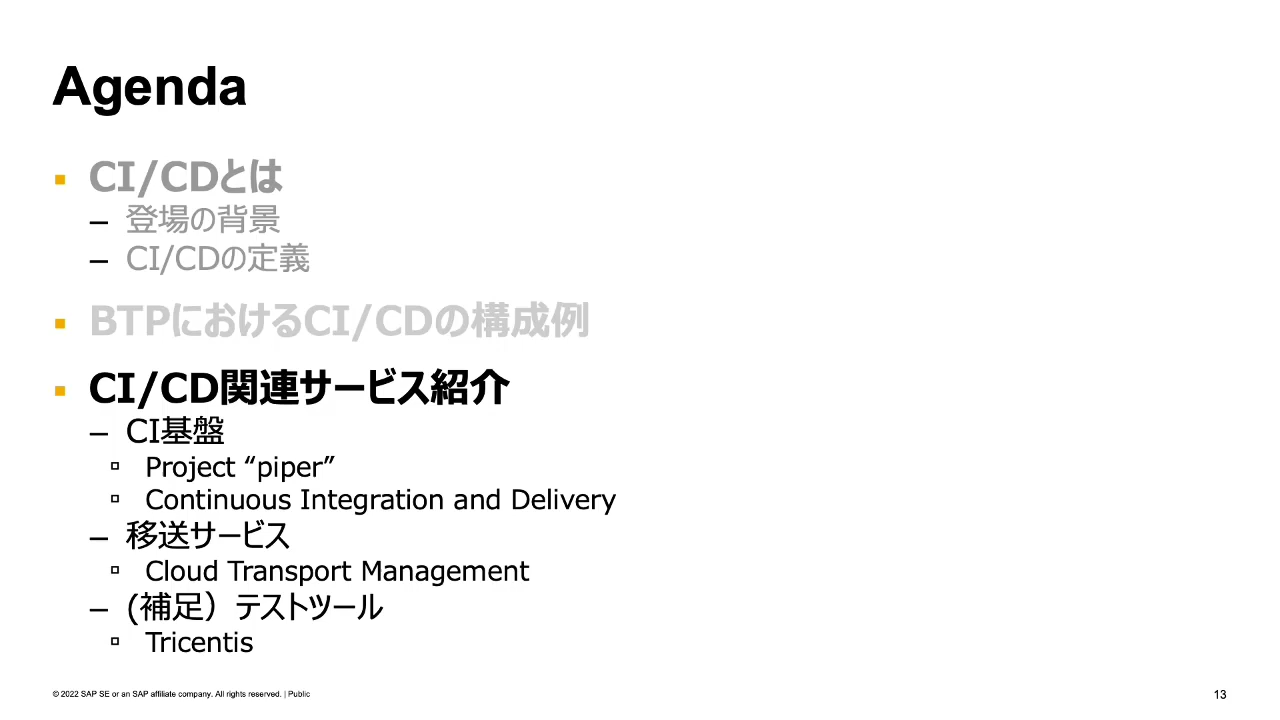 Agenda
▪ CI/CDとは
– 登場の背景
– CI/CDの定義
▪ BTPにおけるCI/CDの構成例
▪ CI/CD関連サービス紹介
– CI基盤
▫ Project “piper”
▫ Continuous Integration and Delivery
– 移送サービス
▫ Cloud Transport Management
– (補足）テストツール
▫ Tricentis
© 2022 SAP SE or an SAP affiliate company. All rights reserved. | Public
13